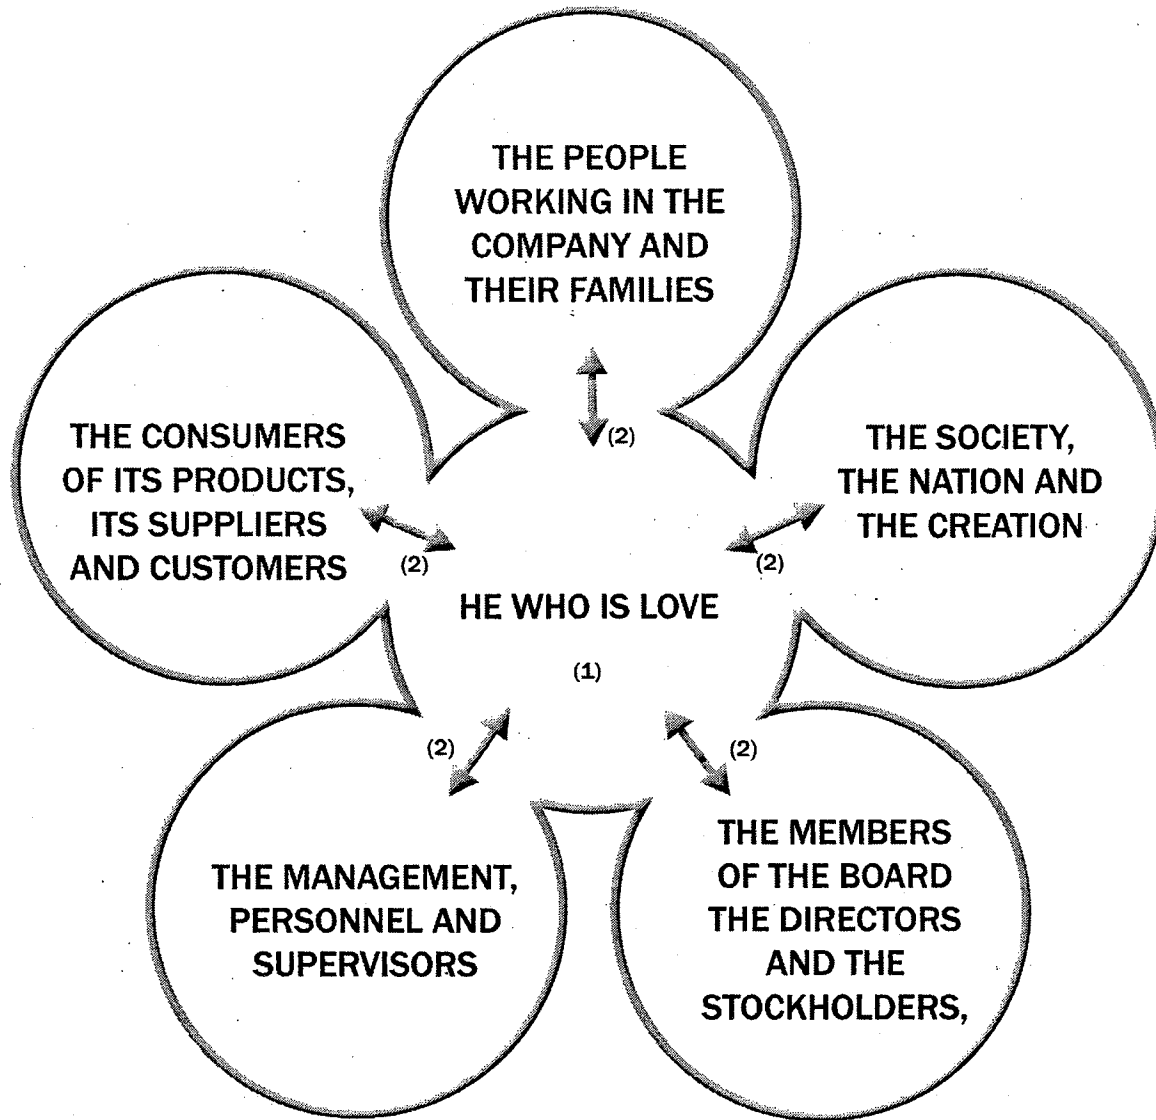 THE PEOPLE
WORKING IN THE
COMPANY AND
THEIR FAMILIES
(2)
THE CONSUMERS
OF ITS PRODUCTS,
ITS SUPPLIERS
AND CUSTOMERS
(2)
THE SOCIETY,
THE NATION AND
THE CREATION
(2)
HE WHO IS LOVE
(1)
(2)
THE MANAGEMENT,
PERSONNEL AND
SUPERVISORS
(2)
THE MEMBERS
OF THE BOARD
THE DIRECTORS
AND THE
STOCKHOLDERS,